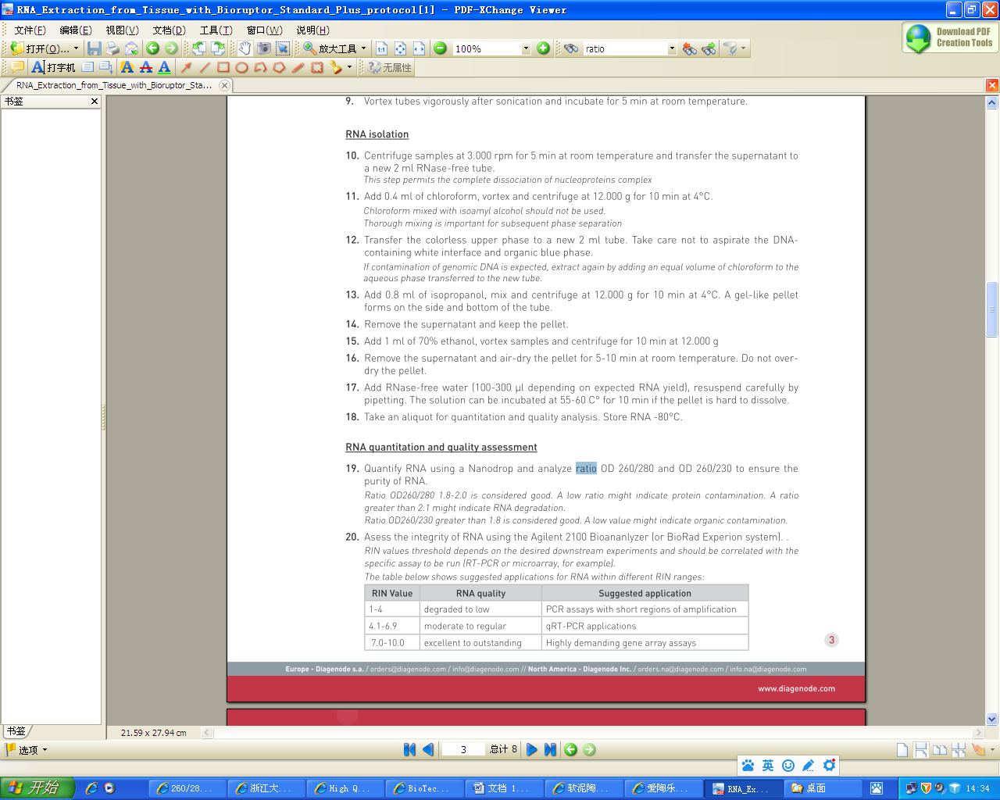 RNA_Extraction_from_Tissue_with_Bioruptor_Standard_Plus_protocol[1] - PDF-XChange Viewer
文件(F) 编辑(E) 视图(V) 文档(D) 工具(T) 窗口(W) 说明(H)
Download PDF
Creation Tools
打开(O)... 放大工具 100% ratio
打字机 无属性
RNA_Extraction_from_Tissue_with_Bioruptor_Sta...
书签
9. Vortex tubes vigorously after sonication and incubate for 5 min at room temperature.
RNA isolation
10. Centrifuge samples at 3.000 rpm for 5 min at room temperature and transfer the supernatant to
a new 2 ml RNase-free tube.
This step permits the complete dissociation of nucleoproteins complex
11. Add 0.4 ml of chloroform, vortex and centrifuge at 12.000 g for 10 min at 4°C.
Chloroform mixed with isoamyl alcohol should not be used.
Thorough mixing is important for subsequent phase separation
12. Transfer the colorless upper phase to a new 2 ml tube. Take care not to aspirate the DNA-
containing white interface and organic blue phase.
If contamination of genomic DNA is expected, extract again by adding an equal volume of chloroform to the
aqueous phase transferred to the new tube.
13. Add 0.8 ml of isopropanol, mix and centrifuge at 12.000 g for 10 min at 4°C. A gel-like pellet
forms on the side and bottom of the tube.
14. Remove the supernatant and keep the pellet.
15. Add 1 ml of 70% ethanol, vortex samples and centrifuge for 10 min at 12.000 g
16. Remove the supernatant and air-dry the pellet for 5-10 min at room temperature. Do not over-
dry the pellet.
17. Add RNase-free water (100-300 µl depending on expected RNA yield), resuspend carefully by
pipetting. The solution can be incubated at 55-60 C° for 10 min if the pellet is hard to dissolve.
18. Take an aliquot for quantitation and quality analysis. Store RNA -80°C.
RNA quantitation and quality assessment
19. Quantify RNA using a Nanodrop and analyze ratio OD 260/280 and OD 260/230 to ensure the
purity of RNA.
Ratio OD260/280 1.8-2.0 is considered good. A low ratio might indicate protein contamination. A ratio
greater than 2.1 might indicate RNA degradation.
Ratio OD260/230 greater than 1.8 is considered good. A low value might indicate organic contamination.
20. Asess the integrity of RNA using the Agilent 2100 Bioananlyzer (or BioRad Experion system). .
RIN values threshold depends on the desired downstream experiments and should be correlated with the
specific assay to be run (RT-PCR or microarray, for example).
The table below shows suggested applications for RNA within different RIN ranges:
RIN Value RNA quality Suggested application
1-4 degraded to low PCR assays with short regions of amplification
4.1-6.9 moderate to regular qRT-PCR applications
7.0-10.0 excellent to outstanding Highly demanding gene array assays
3
Europe - Diagenode s.a. / orders@diagenode.com / info@diagenode.com // North America - Diagenode Inc. / orders.na@diagenode.com / info.na@diagenode.com
www.diagenode.com
书签
21.59 x 27.94 cm
选项 3 总计 8
英
开始 260/28... 浙江大... High Q... BioTec... 文档 1... 软泥陶... 爱陶乐... RNA_Ex... 桌面 14:34